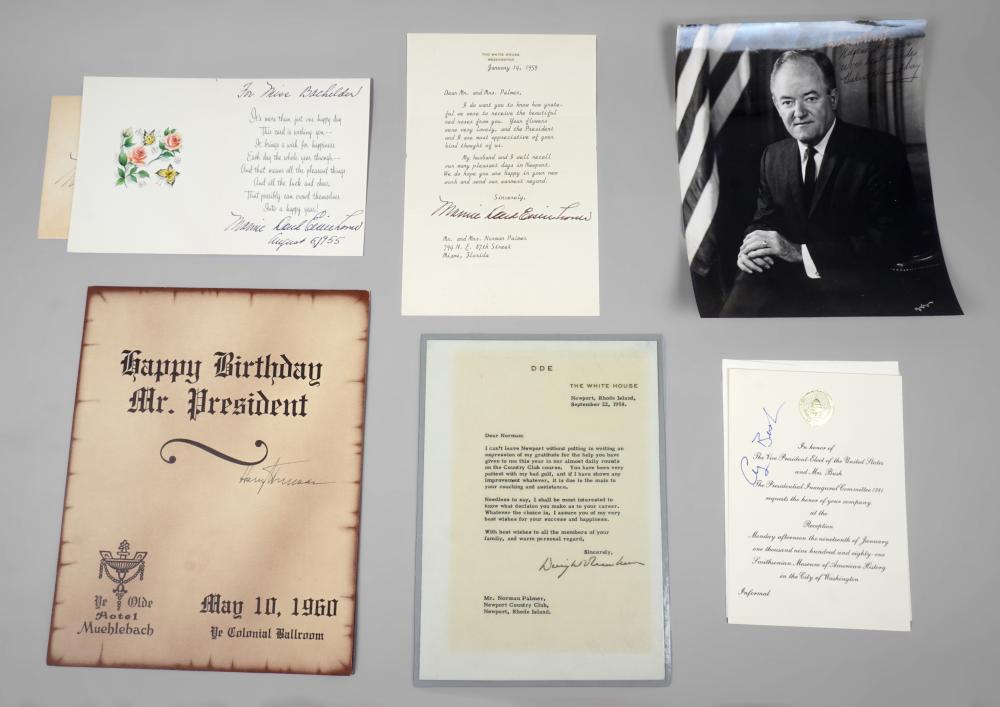 For Miss Bachelder
It's more than just one happy day
This card is wishing you—
It brings a wish for happiness
Each day the whole year through—
And that means all the pleasant things
And all the luck and cheer
That possibly can crowd themselves
Into a happy year!
Mamie Doud Eisenhower
August 6/1955
THE WHITE HOUSE
WASHINGTON
January 14, 1959
Dear Mr. and Mrs. Palmer,
I do want you to know how grate-
ful we were to receive the beautiful
red roses from you. Your flowers
were very lovely, and the President
and I are most appreciative of your
kind thought of us.
My husband and I well recall
our many pleasant days in Newport.
We do hope you are happy in your new
work and send our warmest regard.
Sincerely,
Mamie Doud Eisenhower
Mr. and Mrs. Norman Palmer
794 N. E. 87th Street
Miami, Florida
Happy Birthday
Mr. President
Harry Truman
Ye Olde
Hotel
Muehlebach
May 10, 1960
Ye Colonial Ballroom
DDE
THE WHITE HOUSE
Newport, Rhode Island,
September 22, 1958.
Dear Norman:
I can't leave Newport without putting in writing an
expression of my gratitude for the help you have
given to me this year in our almost daily rounds
on the Country Club course. You have been very
patient with my bad golf, and if I have shown any
improvement whatever, it is due in the main to
your coaching and assistance.
Needless to say, I shall be most interested to
know what decision you make as to your career.
Whatever the choice is, I assure you of my very
best wishes for your success and happiness.
With best wishes to all the members of your
family, and warm personal regard,
Sincerely,
Dwight Eisenhower
Mr. Norman Palmer,
Newport Country Club,
Newport, Rhode Island.
G Bush
In honor of
The Vice President-Elect of the United States
and Mrs. Bush
The Presidential Inaugural Committee 1981
requests the honor of your company
at the
Reception
Monday afternoon the nineteenth of January
one thousand nine hundred and eighty-one
Smithsonian Museum of American History
in the City of Washington
Informal